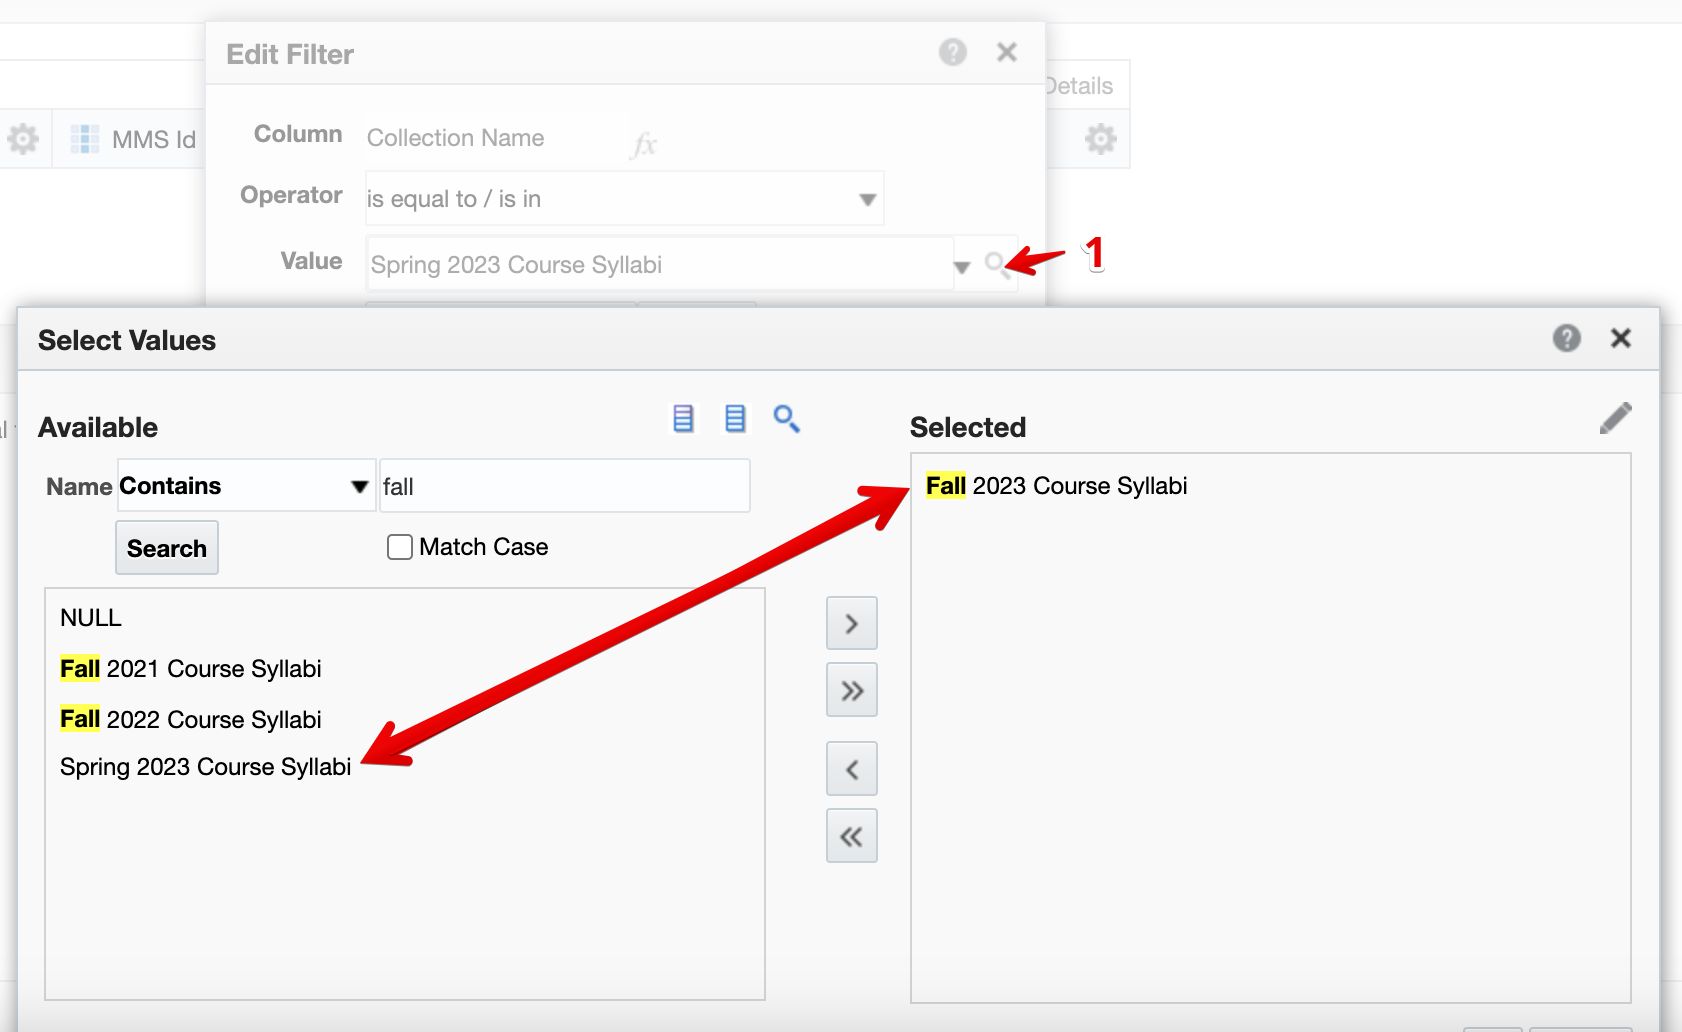 Edit Filter
Details
MMS Id
Column Collection Name fx
Operator is equal to / is in
Value Spring 2023 Course Syllabi
1
Select Values
Available
Selected
Name Contains fall
Search Match Case
Fall 2023 Course Syllabi
NULL
Fall 2021 Course Syllabi
Fall 2022 Course Syllabi
Spring 2023 Course Syllabi